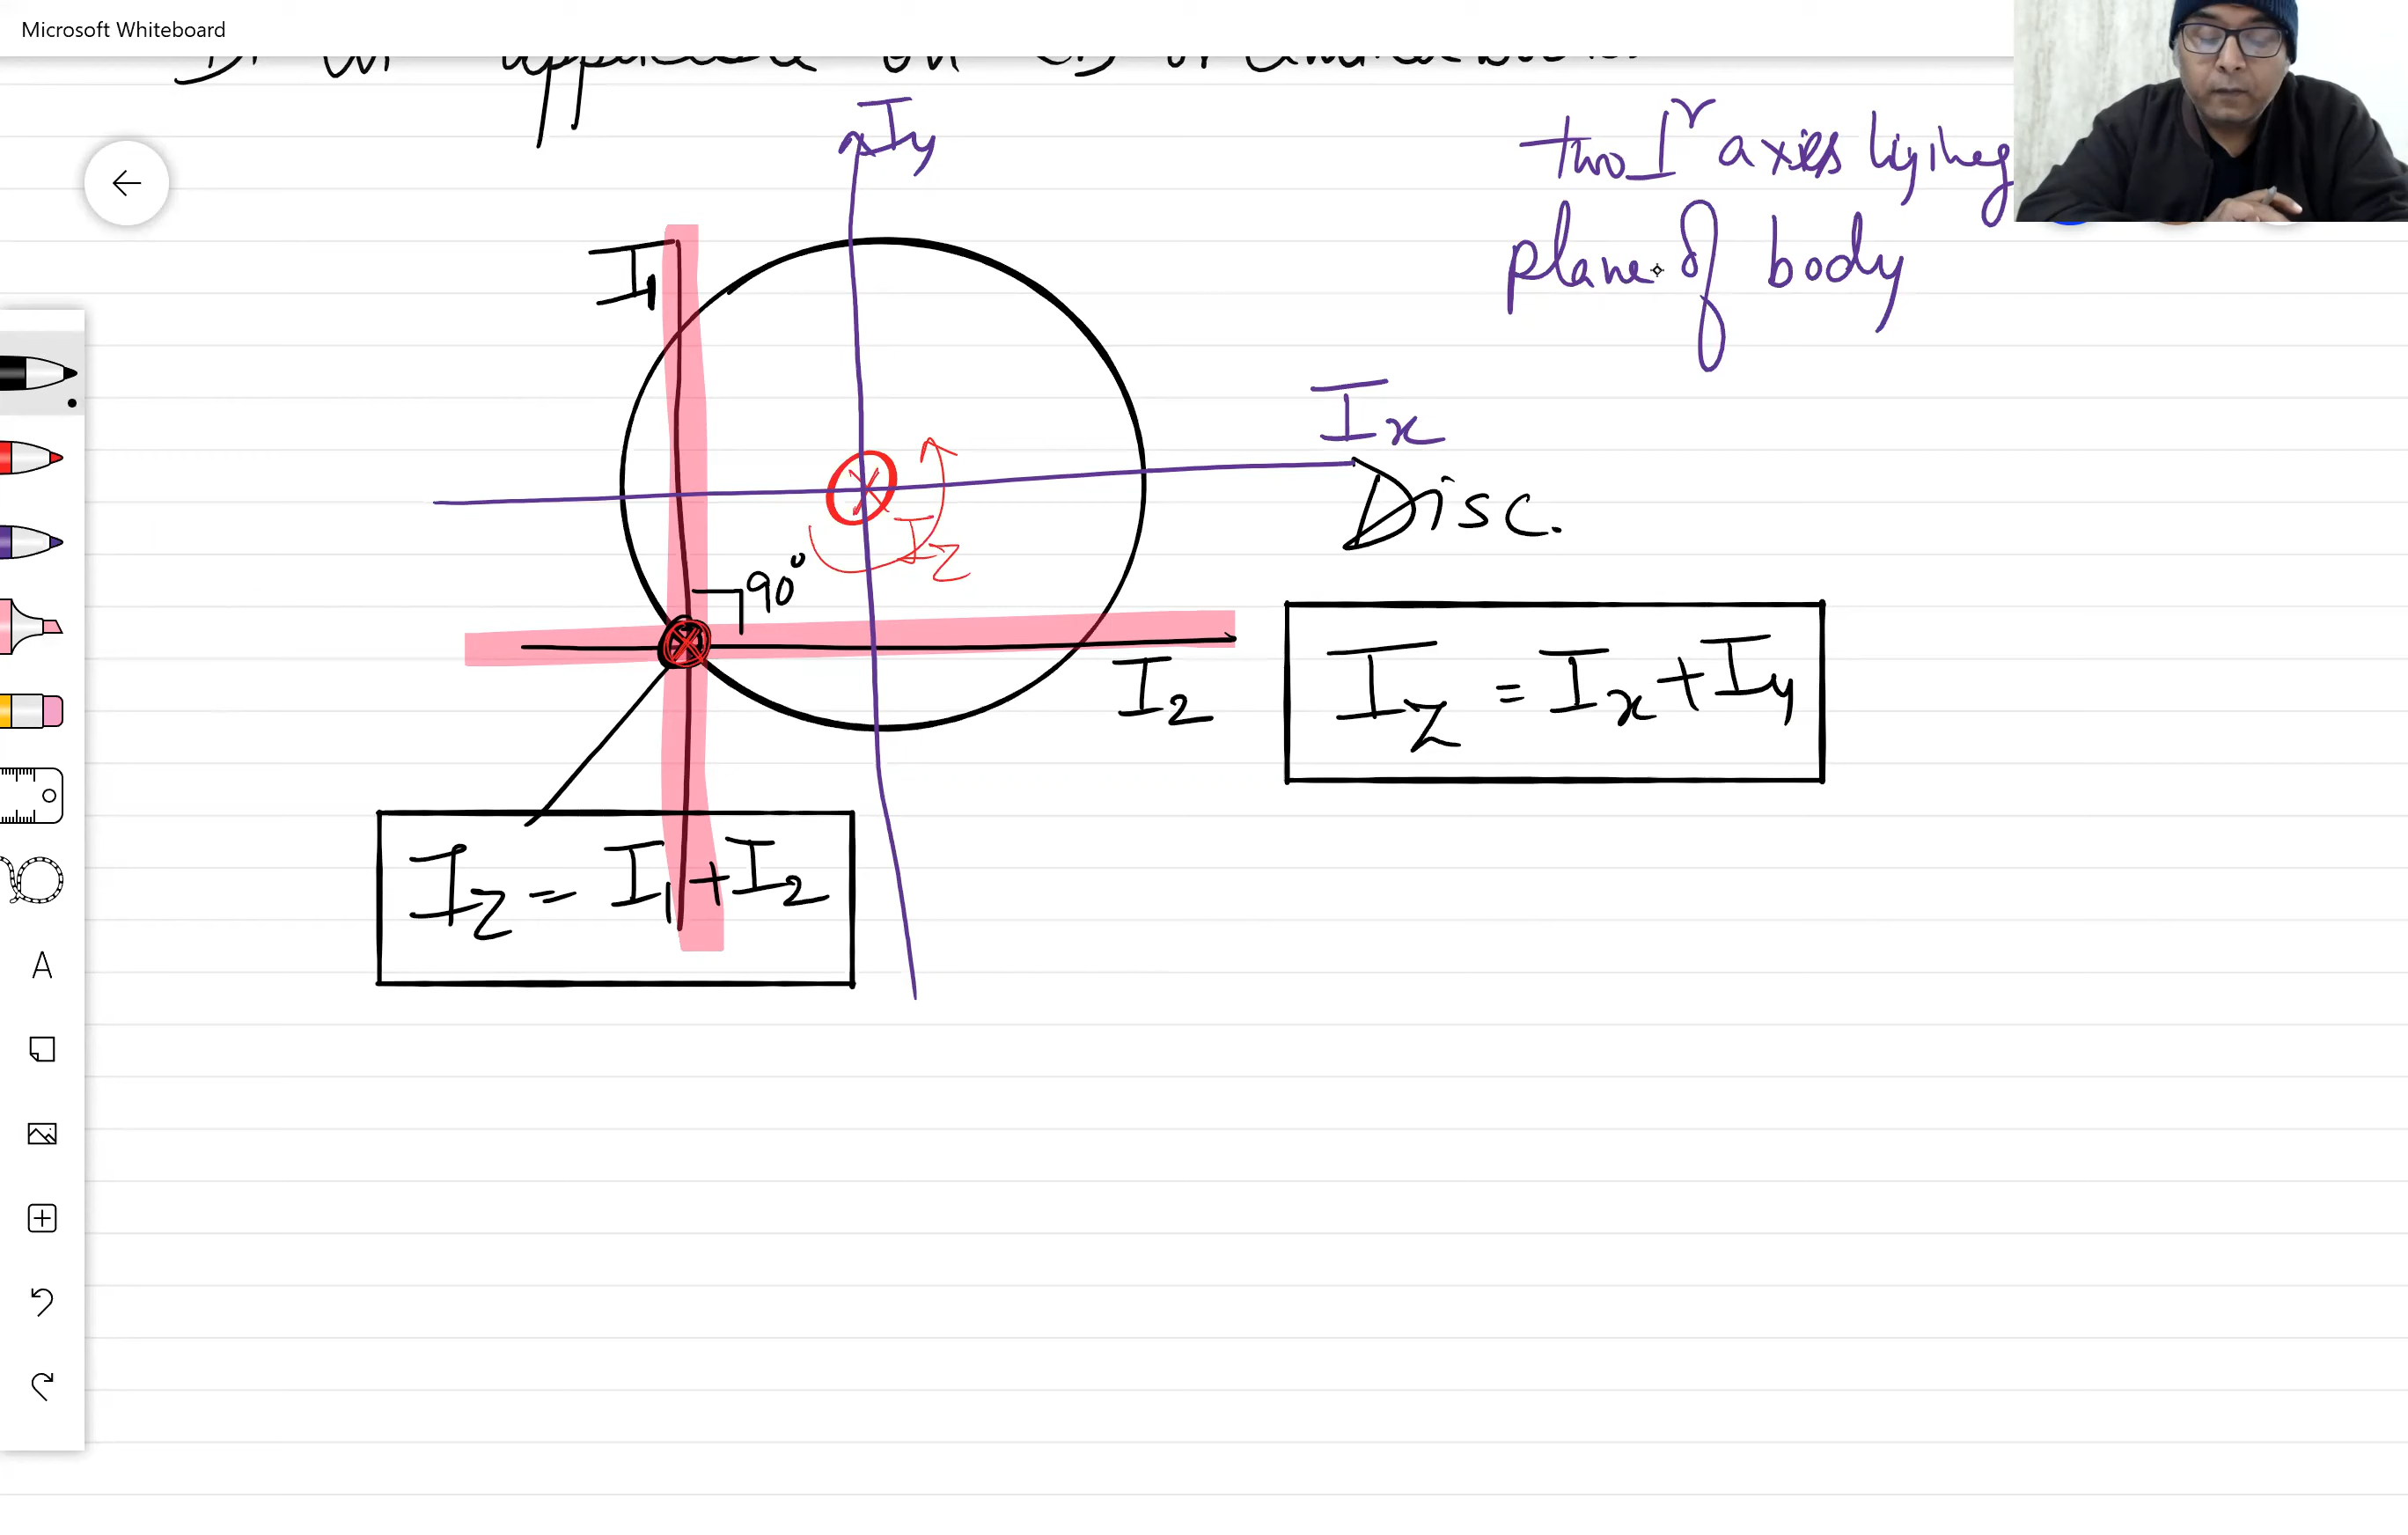 Microsoft Whiteboard
Iy
two ⊥r axes lying
plane of body
I1
Ix
Disc.
Iz
90°
I2
Iz = Ix + Iy
Iz = I1 + I2
A